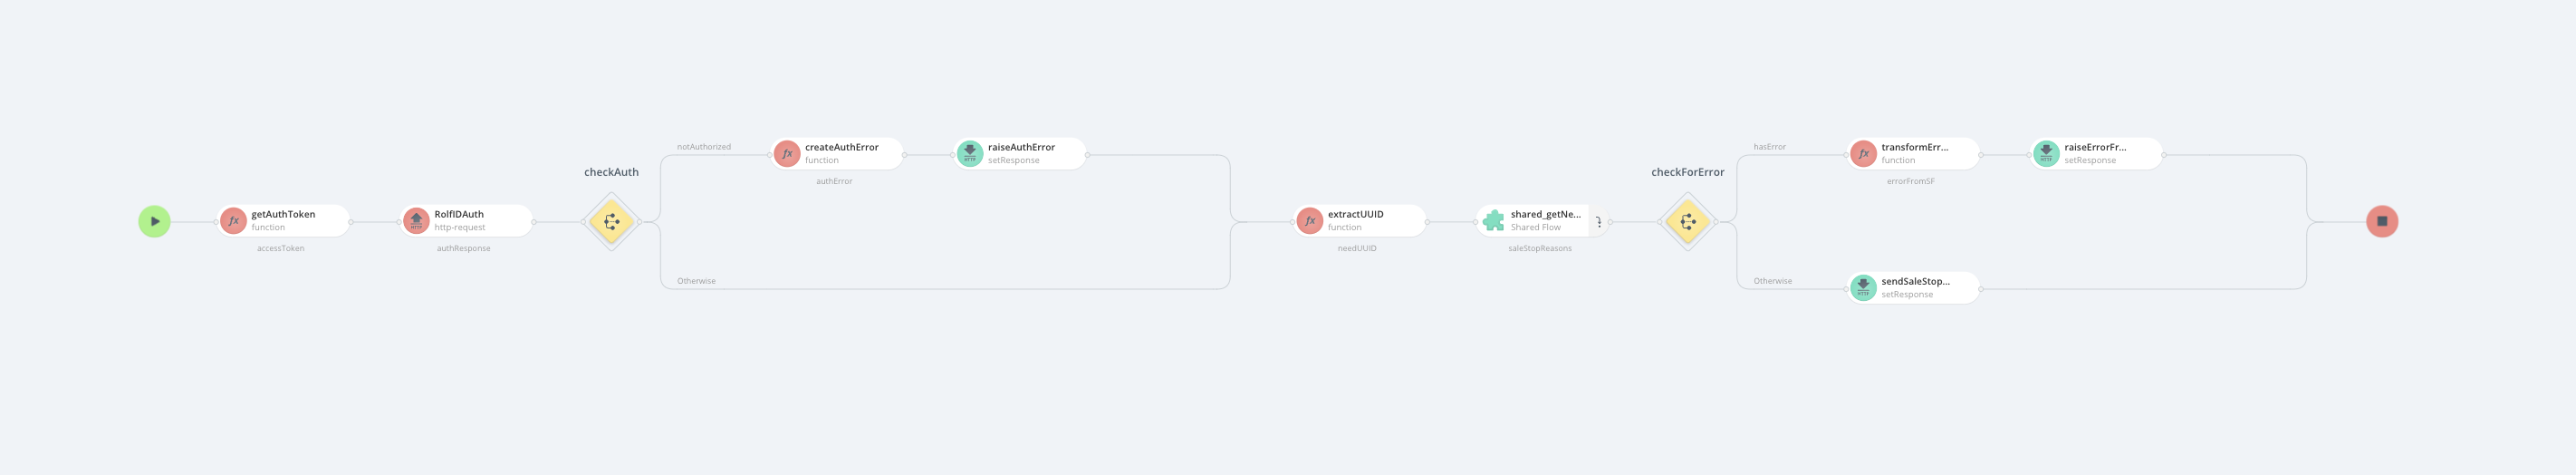 getAuthToken
function
accessToken
RolfIDAuth
http-request
authResponse
checkAuth
notAuthorized
Otherwise
fx createAuthError
function
authError
raiseAuthError
setResponse
extractUUID
function
needUUID
shared_getNe...
Shared Flow
saleStopReasons
checkForError
hasError
Otherwise
transformErr...
function
errorFromSF
raiseErrorFr...
setResponse
sendSaleStop...
setResponse